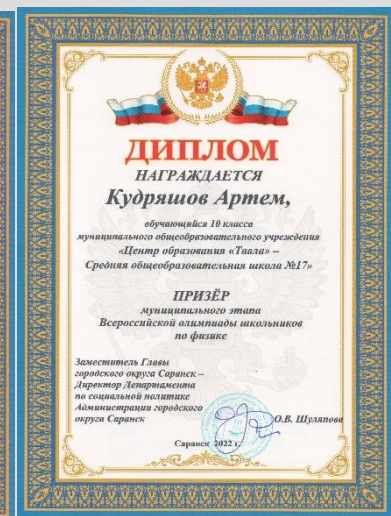 ДИПЛОМ
НАГРАЖДАЕТСЯ
Кудряшов Артем,
обучающийся 10 класса
муниципального общеобразовательного учреждения
«Центр образования «Тавла» –
Средняя общеобразовательная школа №17»
ПРИЗЁР
муниципального этапа
Всероссийской олимпиады школьников
по физике
Заместитель Главы
городского округа Саранск –
Директор Департамента
по социальной политике
Администрации городского
округа Саранск
О.В. Шуляпова
Саранск 2022 г.